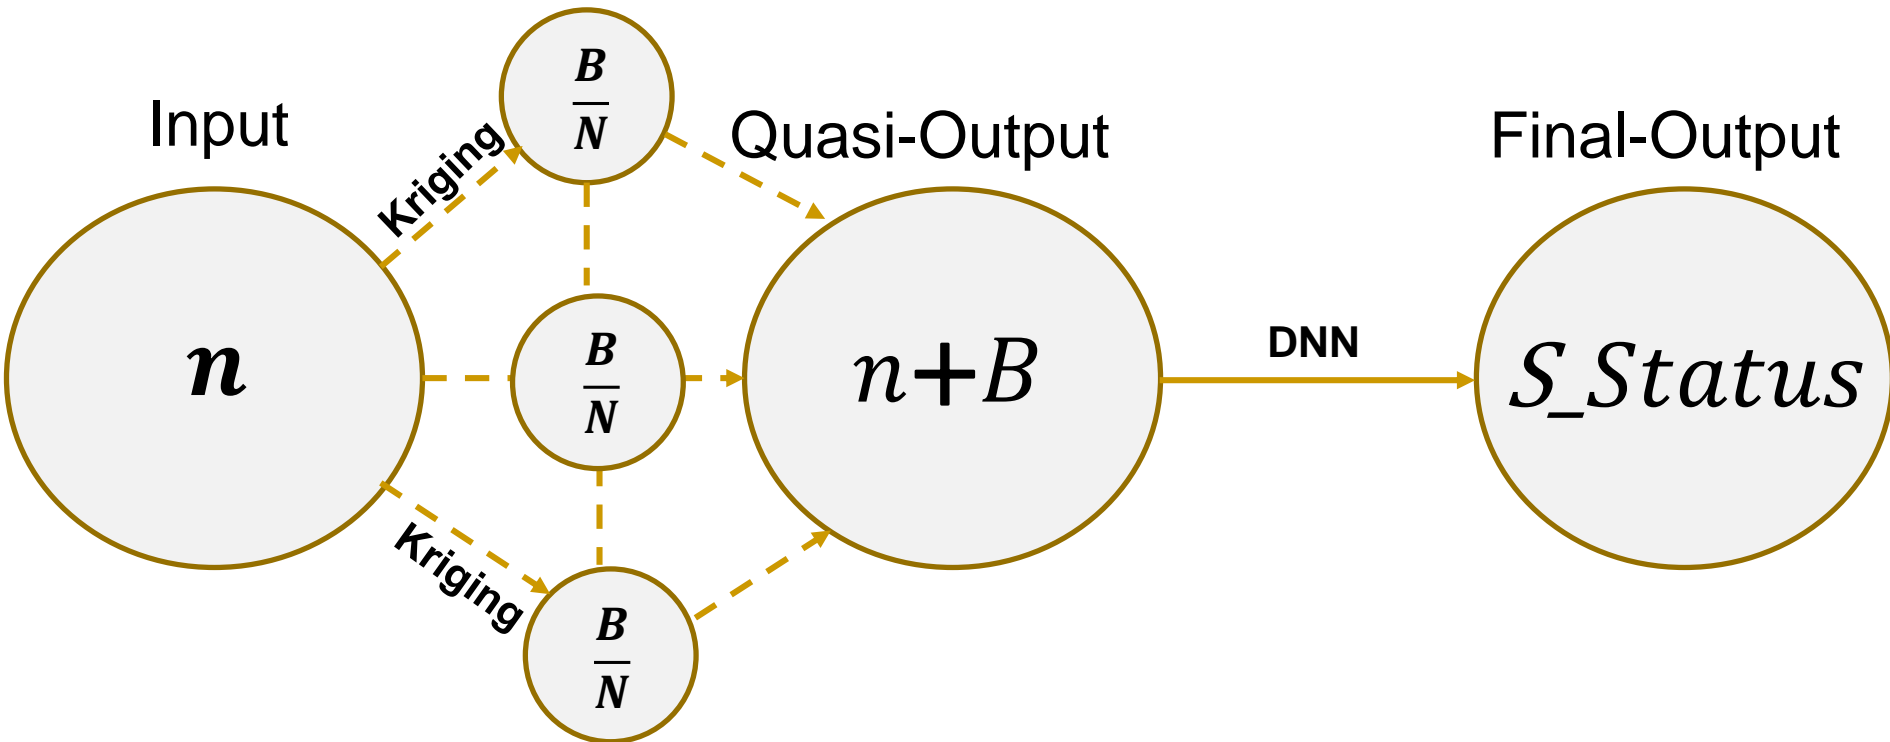 Input
n
Kriging
Kriging
B
N
B
N
B
N
Quasi-Output
n+B
DNN
Final-Output
S_Status